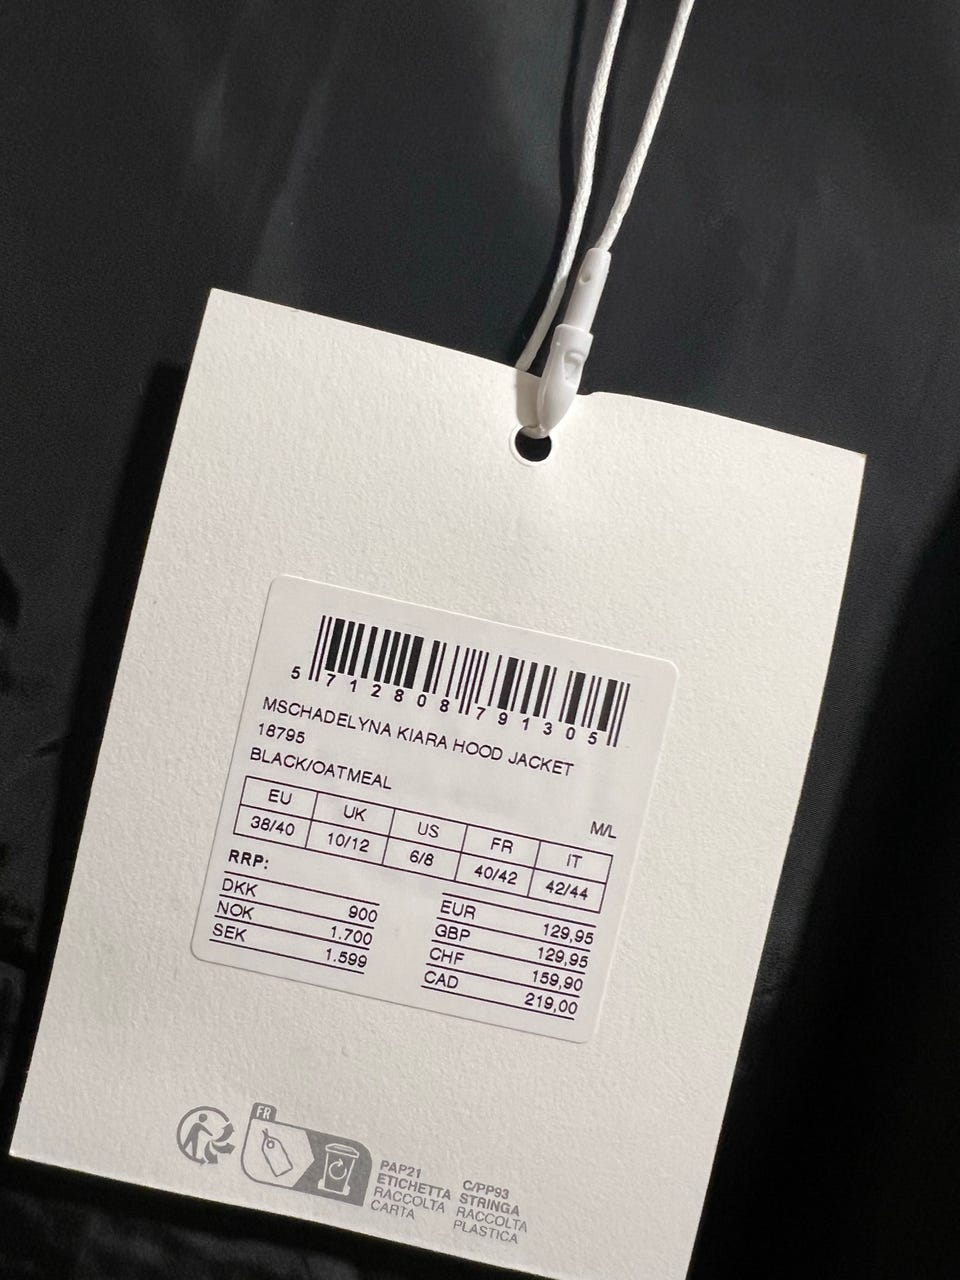 5 712808 791305
MSCHADELYNA KIARA HOOD JACKET
18795
BLACK/OATMEAL
M/L
EU UK US FR IT
38/40 10/12 6/8 40/42 42/44
RRP:
DKK 900
NOK 1.700
SEK 1.599
EUR 129,95
GBP 129,95
CHF 159,90
CAD 219,00
FR
PAP21
ETICHETTA
RACCOLTA
CARTA
C/PP93
STRINGA
RACCOLTA
PLASTICA